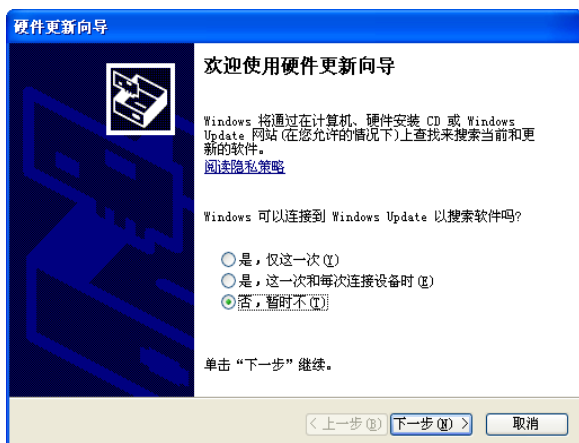 硬件更新向导
欢迎使用硬件更新向导
Windows 将通过在计算机、硬件安装 CD 或 Windows
Update 网站(在您允许的情况下)上查找来搜索当前和更
新的软件。
阅读隐私策略
Windows 可以连接到 Windows Update 以搜索软件吗?
是，仅这一次(Y)
是，这一次和每次连接设备时(E)
否，暂时不(T)
单击“下一步”继续。
< 上一步(B) 下一步(N) > 取消